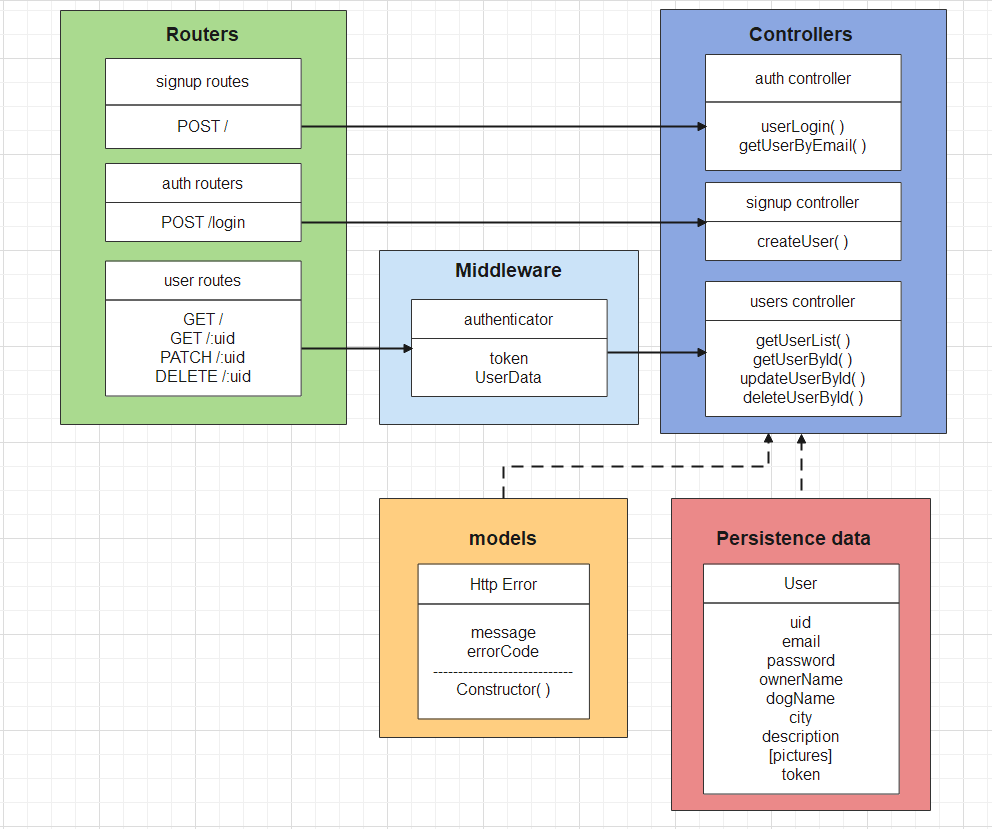 Routers
signup routes
POST /
auth routers
POST /login
user routes
GET /
GET /:uid
PATCH /:uid
DELETE /:uid
Middleware
authenticator
token
UserData
Controllers
auth controller
userLogin( )
getUserByEmail( )
signup controller
createUser( )
users controller
getUserList( )
getUserById( )
updateUserById( )
deleteUserById( )
models
Http Error
message
errorCode
----------------------------
Constructor( )
Persistence data
User
uid
email
password
ownerName
dogName
city
description
[pictures]
token